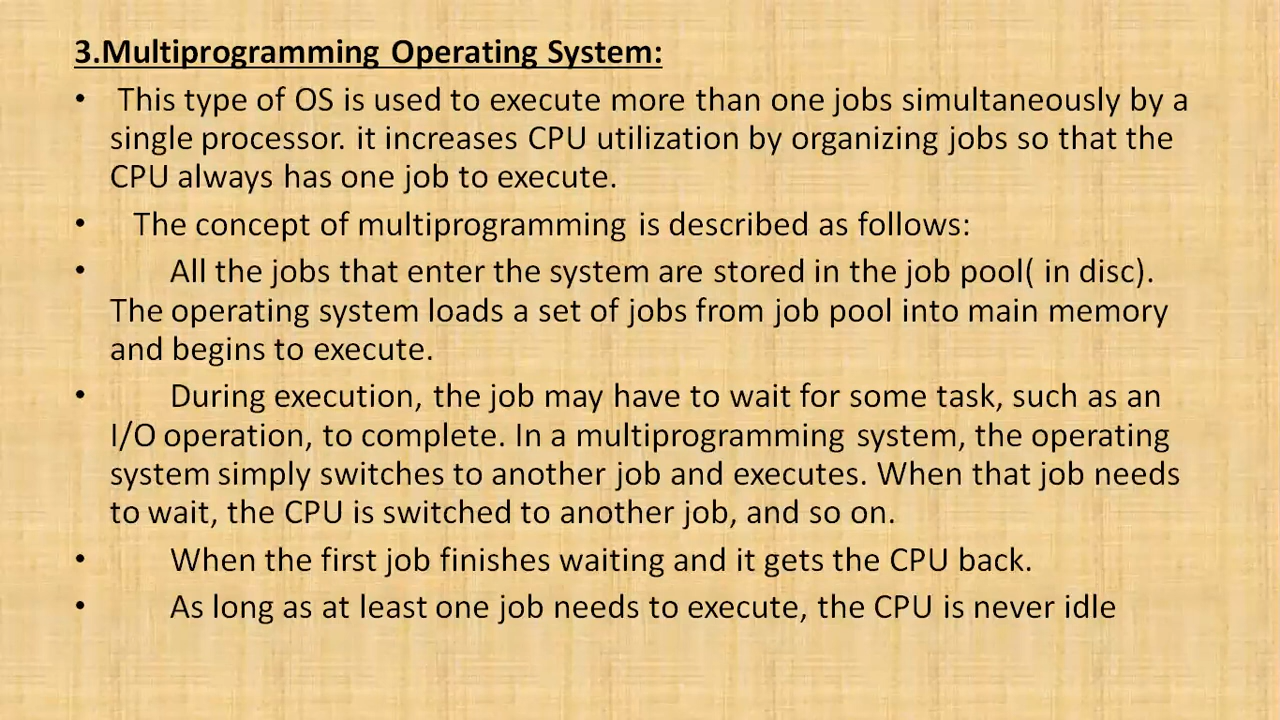 3.Multiprogramming Operating System:
• This type of OS is used to execute more than one jobs simultaneously by a
single processor. it increases CPU utilization by organizing jobs so that the
CPU always has one job to execute.
• The concept of multiprogramming is described as follows:
• All the jobs that enter the system are stored in the job pool( in disc).
The operating system loads a set of jobs from job pool into main memory
and begins to execute.
• During execution, the job may have to wait for some task, such as an
I/O operation, to complete. In a multiprogramming system, the operating
system simply switches to another job and executes. When that job needs
to wait, the CPU is switched to another job, and so on.
• When the first job finishes waiting and it gets the CPU back.
• As long as at least one job needs to execute, the CPU is never idle